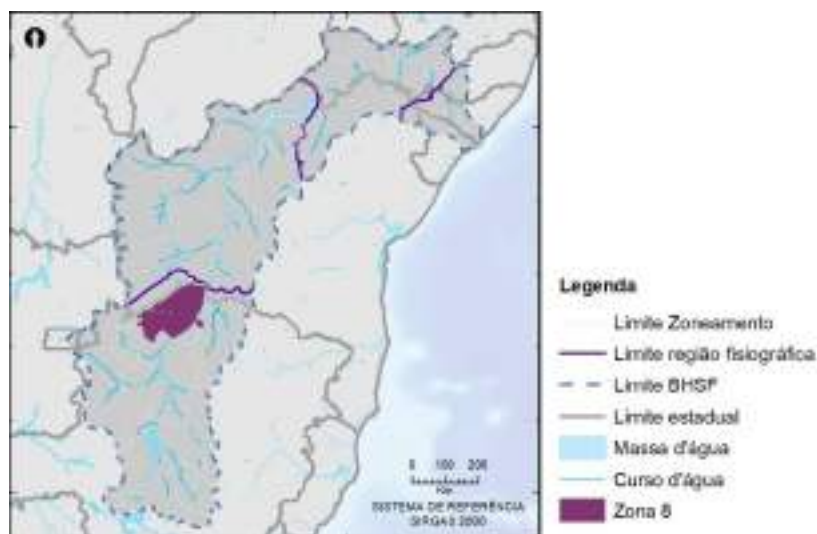 0 100 200
Km
SISTEMA DE REFERÊNCIA
SIRGAS 2000
Legenda
Limite Zoneamento
Limite região fisiográfica
Limite BHSF
Limite estadual
Massa d'água
Curso d'água
Zona 8